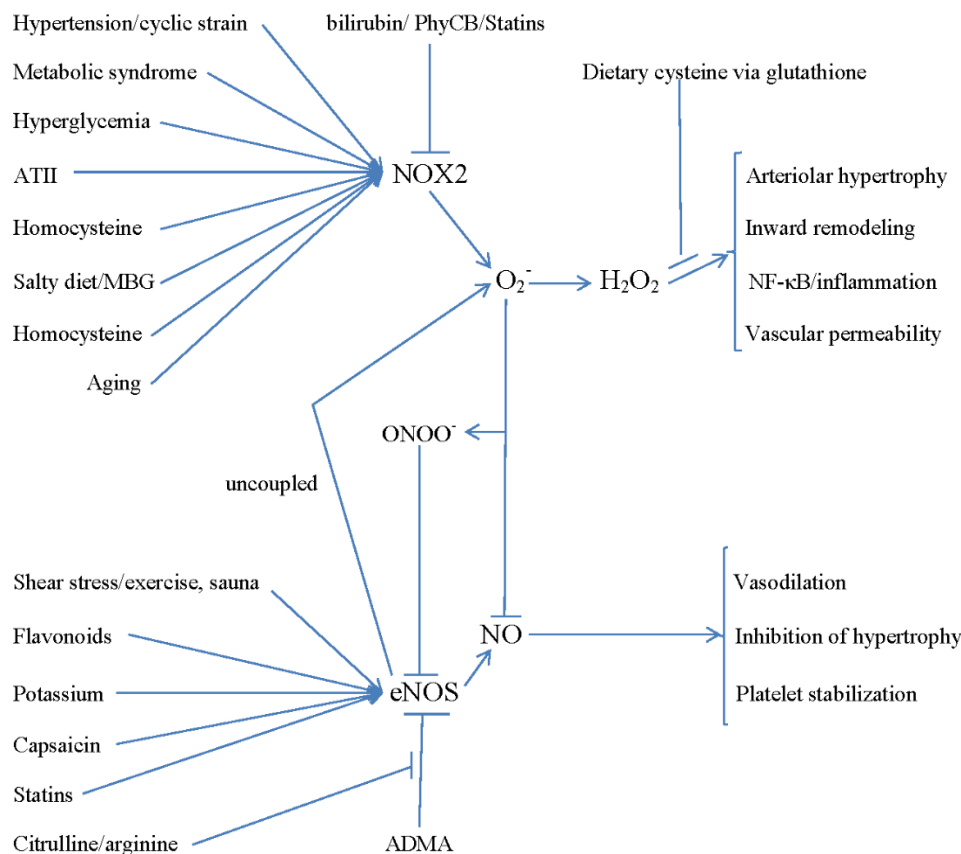 Hypertension/cyclic strain
bilirubin/ PhyCB/Statins
Metabolic syndrome
Dietary cysteine via glutathione
Hyperglycemia
ATII
NOX2
Arteriolar hypertrophy
Homocysteine
Inward remodeling
Salty diet/MBG
O₂⁻
H₂O₂
NF-κB/inflammation
Homocysteine
Vascular permeability
Aging
ONOO⁻
uncoupled
Shear stress/exercise, sauna
Vasodilation
Flavonoids
NO
Inhibition of hypertrophy
Potassium
eNOS
Platelet stabilization
Capsaicin
Statins
Citrulline/arginine
ADMA